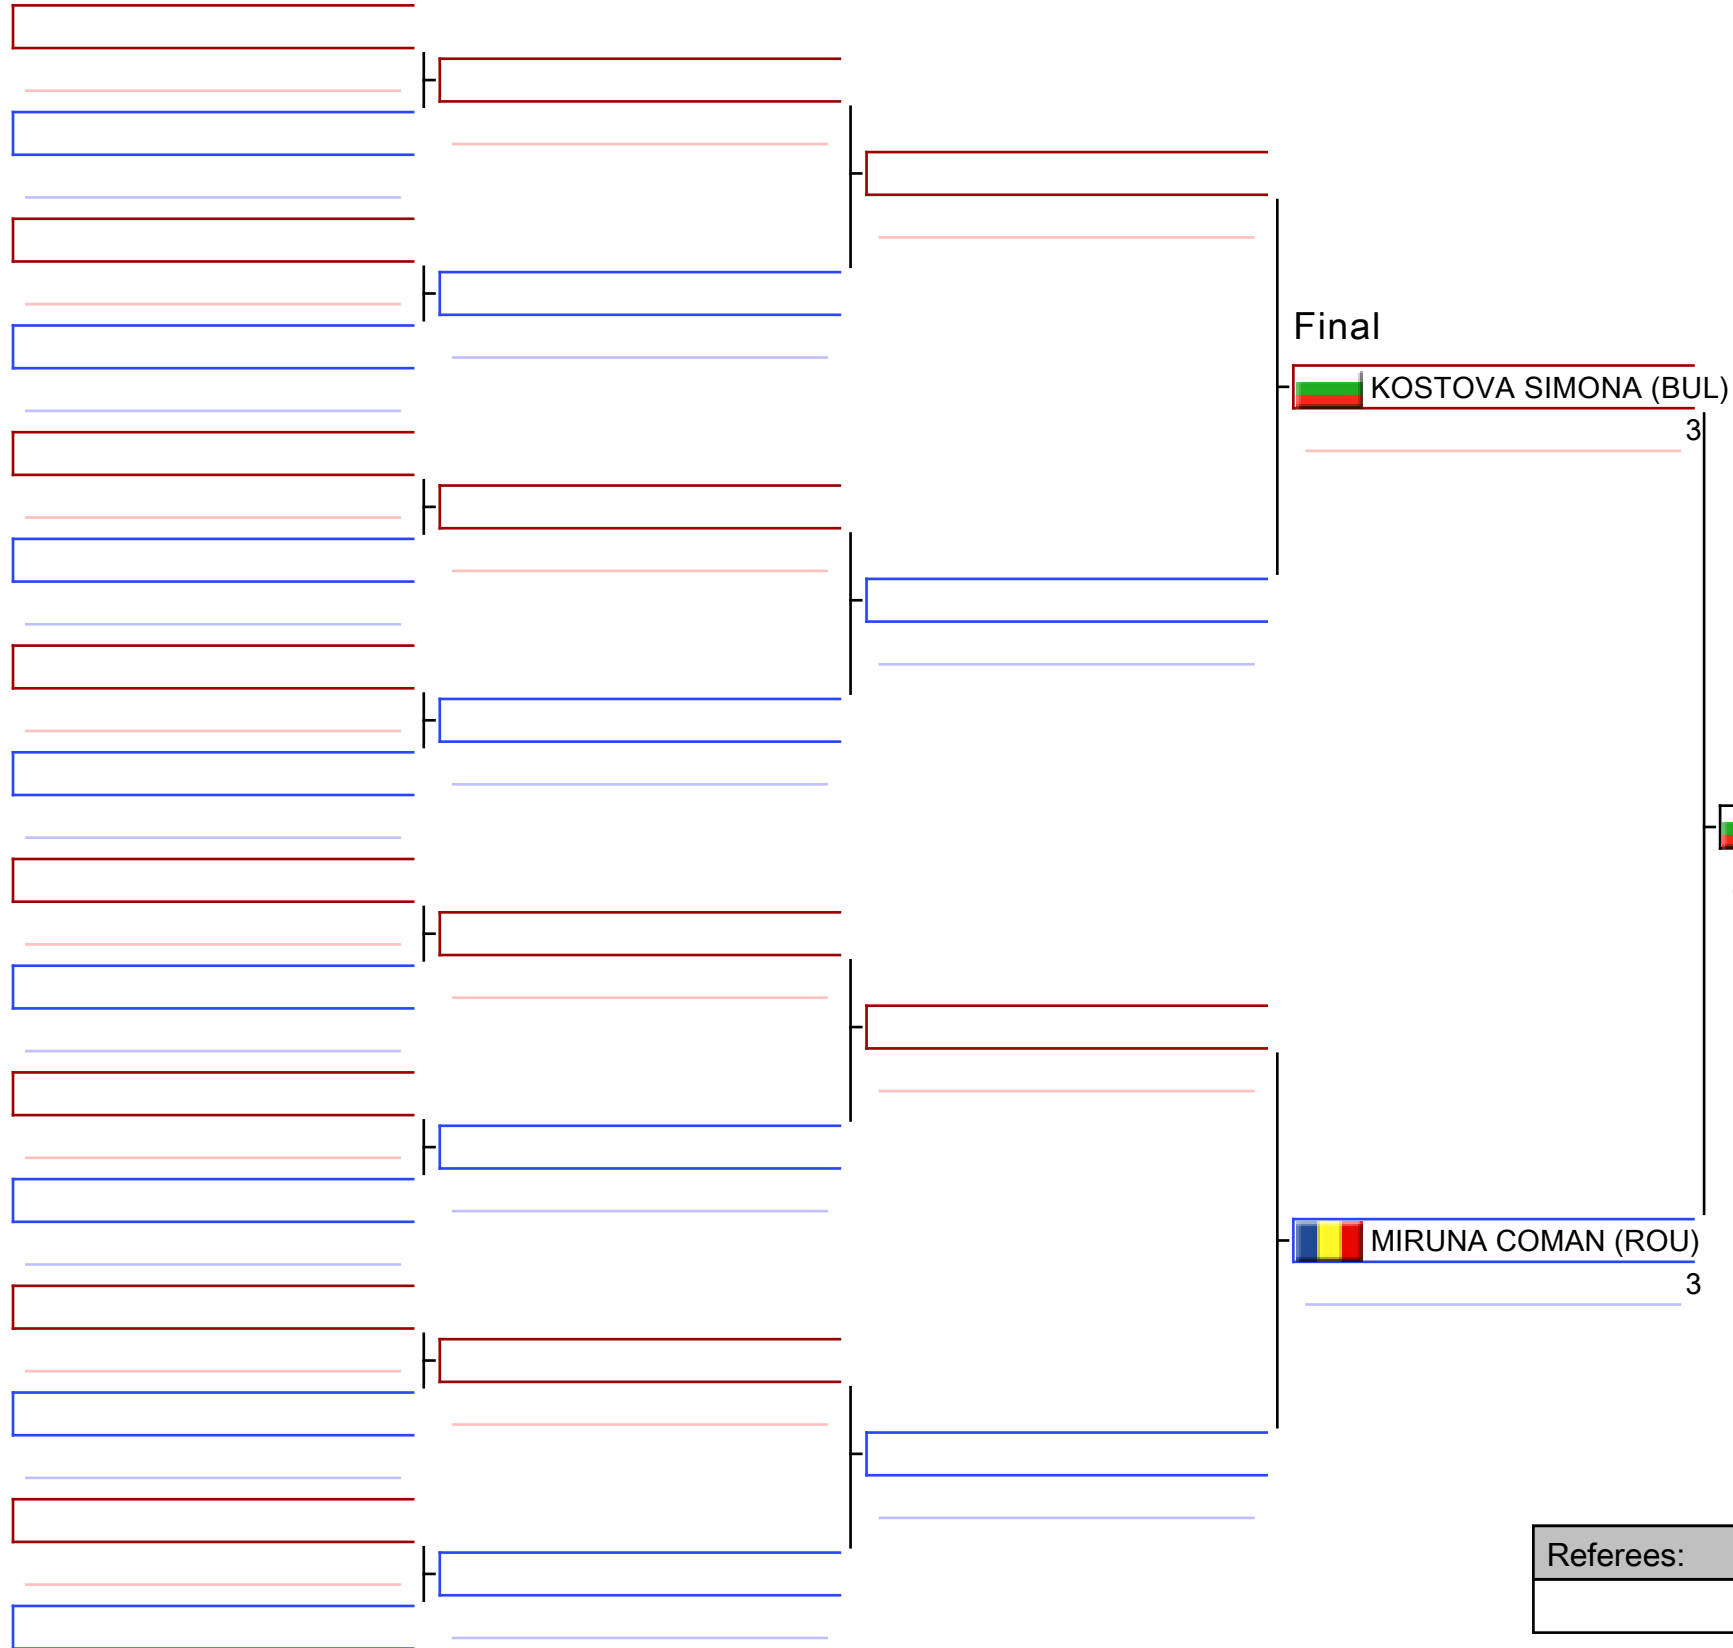 Final
KOSTOVA SIMONA (BUL)
3
MIRUNA COMAN (ROU)
3
Referees: